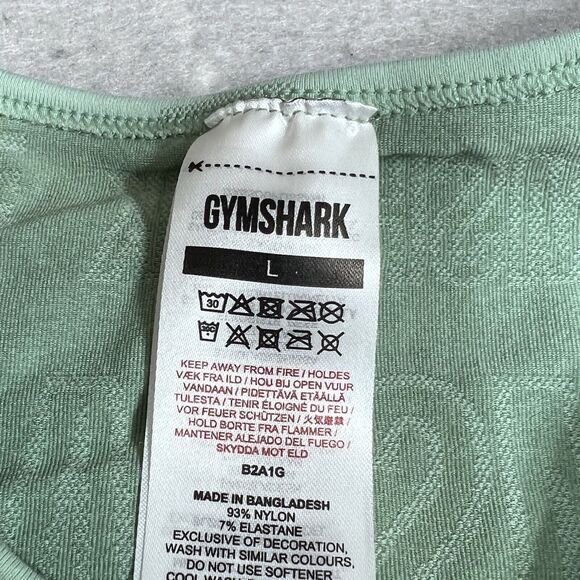 GYMSHARK
L
30
KEEP AWAY FROM FIRE / HOLDES
VÆK FRA ILD / HOU BIJ OPEN VUUR
VANDAAN / PIDETTÄVÄ ETÄÄLLÄ
TULESTA / TENIR ÉLOIGNÉ DU FEU /
VOR FEUER SCHÜTZEN / 火気厳禁 /
HOLD BORTE FRA FLAMMER /
MANTENER ALEJADO DEL FUEGO /
SKYDDA MOT ELD
B2A1G
MADE IN BANGLADESH
93% NYLON
7% ELASTANE
EXCLUSIVE OF DECORATION,
WASH WITH SIMILAR COLOURS,
DO NOT USE SOFTENER